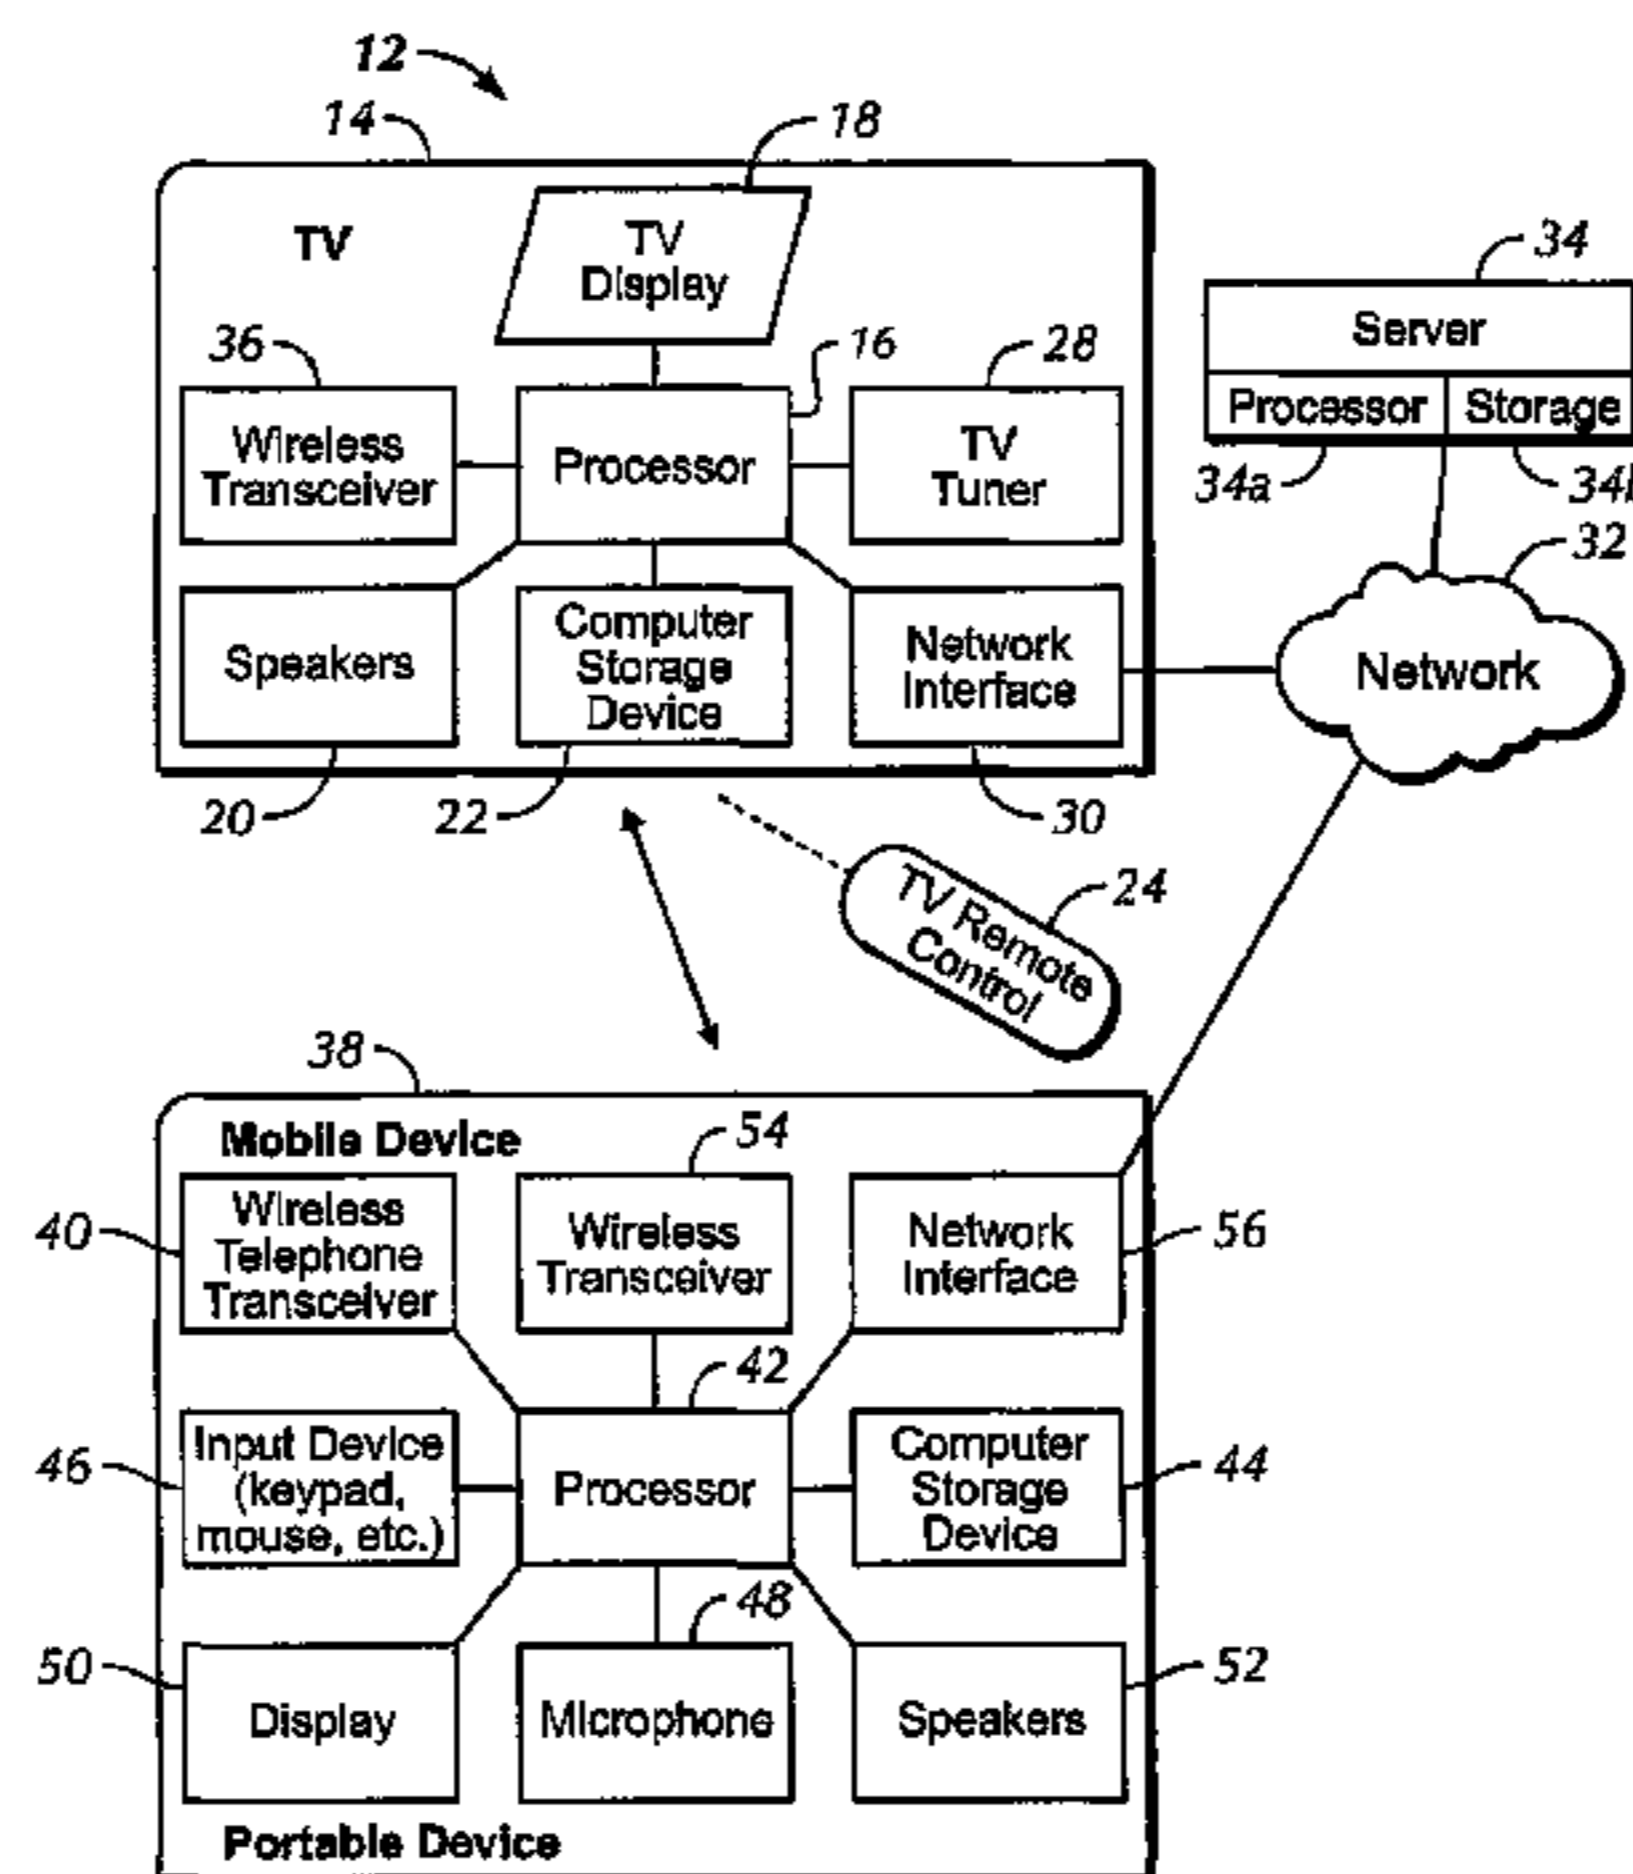 12
14
18
TV
TV
Display
34
Server
Processor
Storage
34a
32
36
16
28
Wireless
Transceiver
Processor
TV
Tuner
Speakers
Computer
Storage
Device
Network
Interface
Network
20
22
30
TV Remote
Control
24
38
Mobile Device
54
40
Wireless
Telephone
Transceiver
Wireless
Transceiver
Network
Interface
56
42
46
Input Device
(keypad,
mouse, etc.)
Processor
Computer
Storage
Device
44
48
50
Display
Microphone
Speakers
52
Portable Device